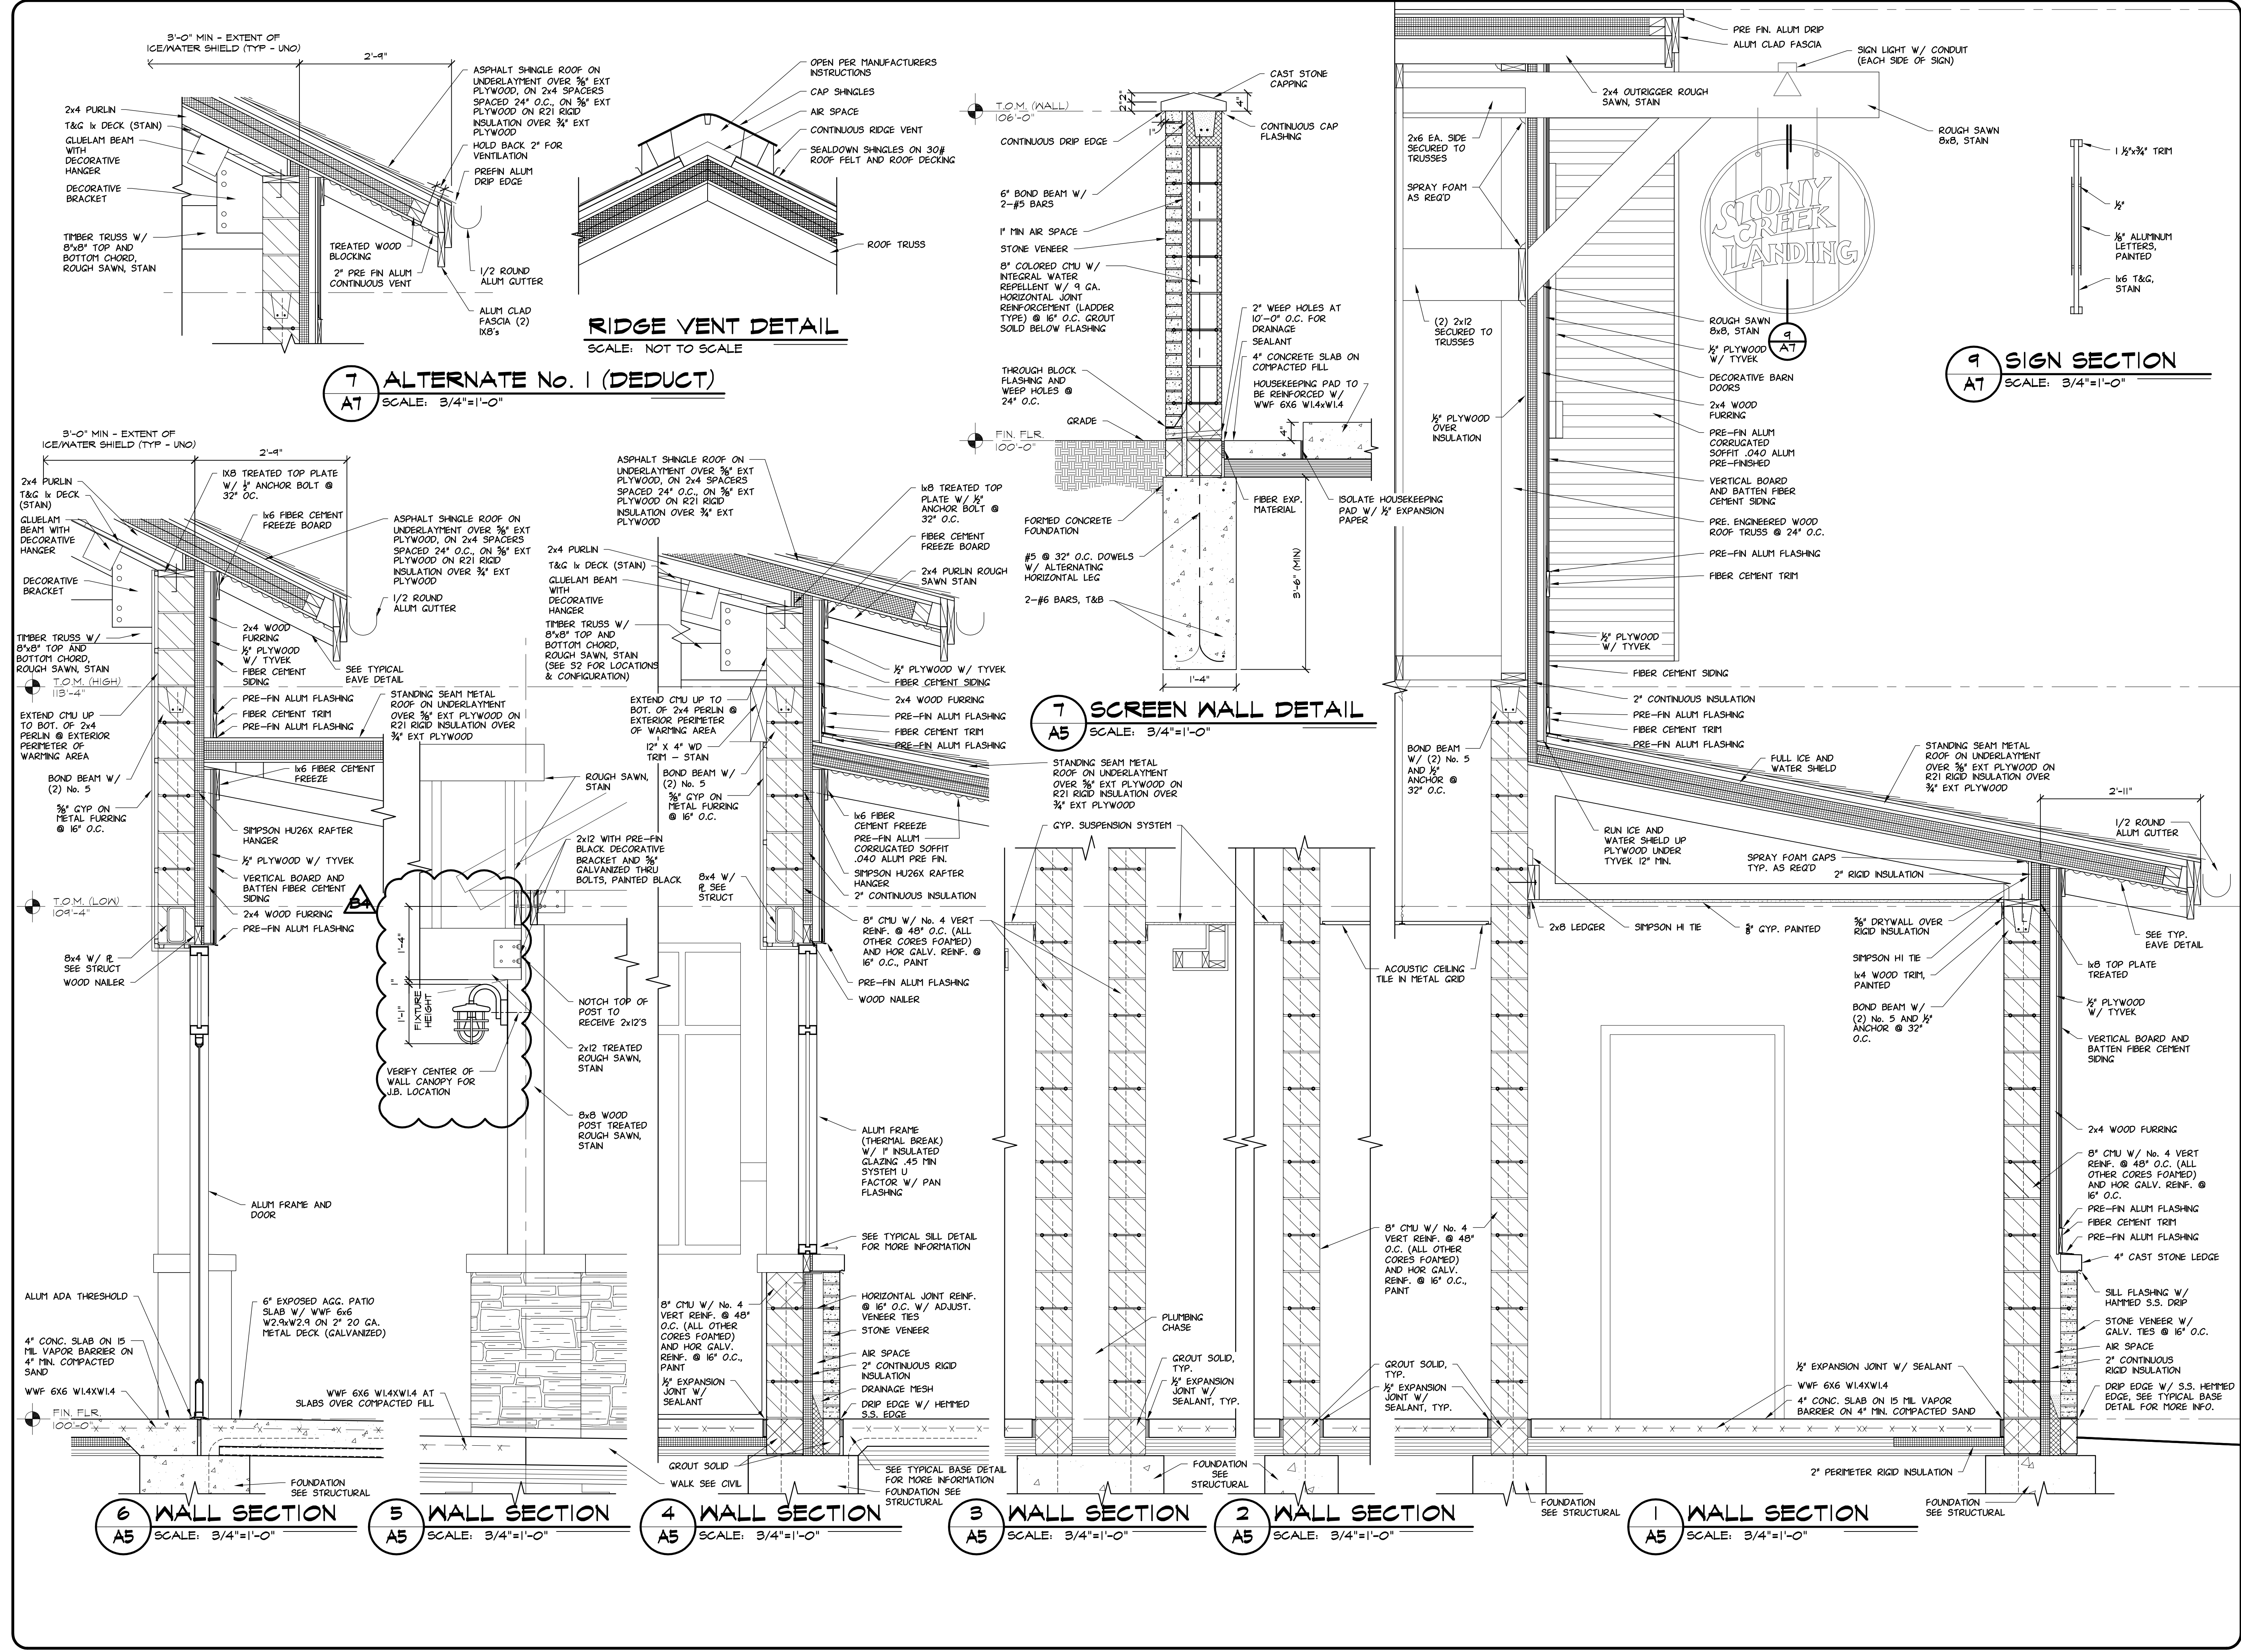 3'-0" MIN - EXTENT OF
ICE/WATER SHIELD (TYP - UNO)
2'-9"
2x4 PURLIN
T&G 1x DECK (STAIN)
GLUELAM BEAM
WITH
DECORATIVE
HANGER
DECORATIVE
BRACKET
TIMBER TRUSS W/
8"x8" TOP AND
BOTTOM CHORD,
ROUGH SAWN, STAIN
ASPHALT SHINGLE ROOF ON
UNDERLAYMENT OVER 5/8" EXT
PLYWOOD, ON 2x4 SPACERS
SPACED 24" O.C., ON 5/8" EXT
PLYWOOD ON R21 RIGID
INSULATION OVER 3/4" EXT
PLYWOOD
HOLD BACK 2" FOR
VENTILATION
PREFIN ALUM
DRIP EDGE
TREATED WOOD
BLOCKING
2" PRE FIN ALUM
CONTINUOUS VENT
1/2 ROUND
ALUM GUTTER
ALUM CLAD
FASCIA (2)
1X8's
7
A7
ALTERNATE No. 1 (DEDUCT)
SCALE: 3/4"=1'-0"
OPEN PER MANUFACTURERS
INSTRUCTIONS
CAP SHINGLES
AIR SPACE
CONTINUOUS RIDGE VENT
SEALDOWN SHINGLES ON 30#
ROOF FELT AND ROOF DECKING
ROOF TRUSS
RIDGE VENT DETAIL
SCALE: NOT TO SCALE
T.O.M. (WALL)
106'-0"
2"
2"
4"
1"
CAST STONE
CAPPING
CONTINUOUS DRIP EDGE
CONTINUOUS CAP
FLASHING
6" BOND BEAM W/
2-#5 BARS
1" MIN AIR SPACE
STONE VENEER
8" COLORED CMU W/
INTEGRAL WATER
REPELLENT W/ 9 GA.
HORIZONTAL JOINT
REINFORCEMENT (LADDER
TYPE) @ 16" O.C. GROUT
SOILD BELOW FLASHING
2" WEEP HOLES AT
10'-0" O.C. FOR
DRAINAGE
SEALANT
4" CONCRETE SLAB ON
COMPACTED FILL
HOUSEKEEPING PAD TO
BE REINFORCED W/
WWF 6X6 W1.4xW1.4
THROUGH BLOCK
FLASHING AND
WEEP HOLES @
24" O.C.
GRADE
4"
FIN. FLR.
100'-0"
FIBER EXP.
MATERIAL
ISOLATE HOUSEKEEPING
PAD W/ 1/2" EXPANSION
PAPER
FORMED CONCRETE
FOUNDATION
#5 @ 32" O.C. DOWELS
W/ ALTERNATING
HORIZONTAL LEG
2-#6 BARS, T&B
3'-6" (MIN)
1'-4"
7
A5
SCREEN WALL DETAIL
SCALE: 3/4"=1'-0"
PRE FIN. ALUM DRIP
ALUM CLAD FASCIA
SIGN LIGHT W/ CONDUIT
(EACH SIDE OF SIGN)
2x4 OUTRIGGER ROUGH
SAWN, STAIN
2x6 EA. SIDE
SECURED TO
TRUSSES
SPRAY FOAM
AS REQ'D
ROUGH SAWN
8x8, STAIN
STONY
CREEK
LANDING
(2) 2x12
SECURED TO
TRUSSES
1/2" PLYWOOD
OVER
INSULATION
ROUGH SAWN
8x8, STAIN
1/2" PLYWOOD
W/ TYVEK
9
A7
DECORATIVE BARN
DOORS
2x4 WOOD
FURRING
PRE-FIN ALUM
CORRUGATED
SOFFIT .040 ALUM
PRE-FINISHED
VERTICAL BOARD
AND BATTEN FIBER
CEMENT SIDING
PRE. ENGINEERED WOOD
ROOF TRUSS @ 24" O.C.
PRE-FIN ALUM FLASHING
FIBER CEMENT TRIM
1/2" PLYWOOD
W/ TYVEK
FIBER CEMENT SIDING
2" CONTINUOUS INSULATION
PRE-FIN ALUM FLASHING
FIBER CEMENT TRIM
PRE-FIN ALUM FLASHING
1 1/2"x3/4" TRIM
1/2"
1/8" ALUMINUM
LETTERS,
PAINTED
1x6 T&G,
STAIN
9
A7
SIGN SECTION
SCALE: 3/4"=1'-0"
3'-0" MIN - EXTENT OF
ICE/WATER SHIELD (TYP - UNO)
2'-9"
1X8 TREATED TOP PLATE
W/ 1/2" ANCHOR BOLT @
32" OC.
2x4 PURLIN
T&G 1x DECK
(STAIN)
GLUELAM
BEAM WITH
DECORATIVE
HANGER
DECORATIVE
BRACKET
1x6 FIBER CEMENT
FREEZE BOARD
ASPHALT SHINGLE ROOF ON
UNDERLAYMENT OVER 5/8" EXT
PLYWOOD, ON 2x4 SPACERS
SPACED 24" O.C., ON 5/8" EXT
PLYWOOD ON R21 RIGID
INSULATION OVER 3/4" EXT
PLYWOOD
1/2 ROUND
ALUM GUTTER
TIMBER TRUSS W/
8"x8" TOP AND
BOTTOM CHORD,
ROUGH SAWN, STAIN
T.O.M. (HIGH)
113'-4"
2x4 WOOD
FURRING
1/2" PLYWOOD
W/ TYVEK
FIBER CEMENT
SIDING
SEE TYPICAL
EAVE DETAIL
PRE-FIN ALUM FLASHING
FIBER CEMENT TRIM
PRE-FIN ALUM FLASHING
STANDING SEAM METAL
ROOF ON UNDERLAYMENT
OVER 5/8" EXT PLYWOOD ON
R21 RIGID INSULATION OVER
3/4" EXT PLYWOOD
EXTEND CMU UP
TO BOT. OF 2x4
PERLIN @ EXTERIOR
PERIMETER OF
WARMING AREA
BOND BEAM W/
(2) No. 5
5/8" GYP ON
METAL FURRING
@ 16" O.C.
1x6 FIBER CEMENT
FREEZE
SIMPSON HU26X RAFTER
HANGER
1/2" PLYWOOD W/ TYVEK
VERTICAL BOARD AND
BATTEN FIBER CEMENT
SIDING
2x4 WOOD FURRING
PRE-FIN ALUM FLASHING
T.O.M. (LOW)
109'-4"
8x4 W/ PL
SEE STRUCT
WOOD NAILER
ALUM FRAME AND
DOOR
ALUM ADA THRESHOLD
6" EXPOSED AGG. PATIO
SLAB W/ WWF 6x6
W2.9xW2.9 ON 2" 20 GA.
METAL DECK (GALVANIZED)
4" CONC. SLAB ON 15
MIL VAPOR BARRIER ON
4" MIN. COMPACTED
SAND
WWF 6X6 W1.4XW1.4
FIN. FLR.
100'-0"
FOUNDATION
SEE STRUCTURAL
6
A5
WALL SECTION
SCALE: 3/4"=1'-0"
ROUGH SAWN,
STAIN
2x12 WITH PRE-FIN
BLACK DECORATIVE
BRACKET AND 5/8"
GALVANIZED THRU
BOLTS, PAINTED BLACK
B4
1'-4"
1"
1'-1"
FIXTURE
HEIGHT
VERIFY CENTER OF
WALL CANOPY FOR
J.B. LOCATION
NOTCH TOP OF
POST TO
RECEIVE 2x12'S
2x12 TREATED
ROUGH SAWN,
STAIN
8x8 WOOD
POST TREATED
ROUGH SAWN,
STAIN
WWF 6X6 W1.4XW1.4 AT
SLABS OVER COMPACTED FILL
WALK SEE CIVIL
5
A5
WALL SECTION
SCALE: 3/4"=1'-0"
ASPHALT SHINGLE ROOF ON
UNDERLAYMENT OVER 5/8" EXT
PLYWOOD, ON 2x4 SPACERS
SPACED 24" O.C., ON 5/8" EXT
PLYWOOD ON R21 RIGID
INSULATION OVER 3/4" EXT
PLYWOOD
2x4 PURLIN
T&G 1x DECK (STAIN)
GLUELAM BEAM
WITH
DECORATIVE
HANGER
TIMBER TRUSS W/
8"x8" TOP AND
BOTTOM CHORD,
ROUGH SAWN, STAIN
(SEE S2 FOR LOCATIONS
& CONFIGURATION)
1x8 TREATED TOP
PLATE W/ 1/2"
ANCHOR BOLT @
32" O.C.
FIBER CEMENT
FREEZE BOARD
2x4 PURLIN ROUGH
SAWN STAIN
1/2" PLYWOOD W/ TYVEK
FIBER CEMENT SIDING
2x4 WOOD FURRING
PRE-FIN ALUM FLASHING
FIBER CEMENT TRIM
PRE-FIN ALUM FLASHING
EXTEND CMU UP TO
BOT. OF 2x4 PERLIN @
EXTERIOR PERIMETER
OF WARMING AREA
12" X 4" WD
TRIM - STAIN
BOND BEAM W/
(2) No. 5
5/8" GYP ON
METAL FURRING
@ 16" O.C.
STANDING SEAM METAL
ROOF ON UNDERLAYMENT
OVER 5/8" EXT PLYWOOD ON
R21 RIGID INSULATION OVER
3/4" EXT PLYWOOD
1x6 FIBER
CEMENT FREEZE
PRE-FIN ALUM
CORRUGATED SOFFIT
.040 ALUM PRE FIN.
SIMPSON HU26X RAFTER
HANGER
2" CONTINUOUS INSULATION
8x4 W/
PL SEE
STRUCT
8" CMU W/ No. 4 VERT
REINF. @ 48" O.C. (ALL
OTHER CORES FOAMED)
AND HOR GALV. REINF. @
16" O.C., PAINT
PRE-FIN ALUM FLASHING
WOOD NAILER
ALUM FRAME
(THERMAL BREAK)
W/ 1" INSULATED
GLAZING .45 MIN
SYSTEM U
FACTOR W/ PAN
FLASHING
SEE TYPICAL SILL DETAIL
FOR MORE INFORMATION
8" CMU W/ No. 4
VERT REINF. @ 48"
O.C. (ALL OTHER
CORES FOAMED)
AND HOR GALV.
REINF. @ 16" O.C.,
PAINT
1/2" EXPANSION
JOINT W/
SEALANT
HORIZONTAL JOINT REINF.
@ 16" O.C. W/ ADJUST.
VENEER TIES
STONE VENEER
AIR SPACE
2" CONTINUOUS RIGID
INSULATION
DRAINAGE MESH
DRIP EDGE W/ HEMMED
S.S. EDGE
GROUT SOLID
SEE TYPICAL BASE DETAIL
FOR MORE INFORMATION
FOUNDATION SEE
STRUCTURAL
4
A5
WALL SECTION
SCALE: 3/4"=1'-0"
GYP. SUSPENSION SYSTEM
ACOUSTIC CEILING
TILE IN METAL GRID
PLUMBING
CHASE
GROUT SOLID,
TYP.
1/2" EXPANSION
JOINT W/
SEALANT, TYP.
FOUNDATION
SEE
STRUCTURAL
3
A5
WALL SECTION
SCALE: 3/4"=1'-0"
8" CMU W/ No. 4
VERT REINF. @ 48"
O.C. (ALL OTHER
CORES FOAMED)
AND HOR GALV.
REINF. @ 16" O.C.,
PAINT
GROUT SOLID,
TYP.
1/2" EXPANSION
JOINT W/
SEALANT, TYP.
2
A5
WALL SECTION
SCALE: 3/4"=1'-0"
BOND BEAM
W/ (2) No. 5
AND 1/2"
ANCHOR @
32" O.C.
FULL ICE AND
WATER SHIELD
STANDING SEAM METAL
ROOF ON UNDERLAYMENT
OVER 5/8" EXT PLYWOOD ON
R21 RIGID INSULATION OVER
3/4" EXT PLYWOOD
2'-11"
1/2 ROUND
ALUM GUTTER
RUN ICE AND
WATER SHIELD UP
PLYWOOD UNDER
TYVEK 12" MIN.
SPRAY FOAM GAPS
TYP. AS REQ'D
2" RIGID INSULATION
2x8 LEDGER
SIMPSON H1 TIE
5/8" GYP. PAINTED
5/8" DRYWALL OVER
RIGID INSULATION
SIMPSON H1 TIE
1x4 WOOD TRIM,
PAINTED
BOND BEAM W/
(2) No. 5 AND 1/2"
ANCHOR @ 32"
O.C.
SEE TYP.
EAVE DETAIL
1x8 TOP PLATE
TREATED
1/2" PLYWOOD
W/ TYVEK
VERTICAL BOARD AND
BATTEN FIBER CEMENT
SIDING
2x4 WOOD FURRING
8" CMU W/ No. 4 VERT
REINF. @ 48" O.C. (ALL
OTHER CORES FOAMED)
AND HOR GALV. REINF. @
16" O.C.
PRE-FIN ALUM FLASHING
FIBER CEMENT TRIM
PRE-FIN ALUM FLASHING
4" CAST STONE LEDGE
SILL FLASHING W/
HAMMED S.S. DRIP
STONE VENEER W/
GALV. TIES @ 16" O.C.
AIR SPACE
2" CONTINUOUS
RIGID INSULATION
DRIP EDGE W/ S.S. HEMMED
EDGE, SEE TYPICAL BASE
DETAIL FOR MORE INFO.
1/2" EXPANSION JOINT W/ SEALANT
WWF 6X6 W1.4XW1.4
4" CONC. SLAB ON 15 MIL VAPOR
BARRIER ON 4" MIN. COMPACTED SAND
2" PERIMETER RIGID INSULATION
FOUNDATION
SEE STRUCTURAL
FOUNDATION
SEE STRUCTURAL
1
A5
WALL SECTION
SCALE: 3/4"=1'-0"